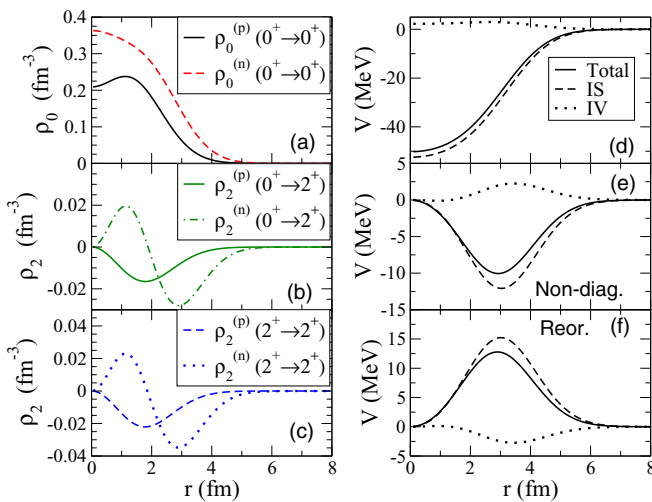 ρ₀ (fm⁻³)
0.4
0.3
0.2
0.1
0
ρ₀⁽ᵖ⁾ (0⁺→0⁺)
ρ₀⁽ⁿ⁾ (0⁺→0⁺)
(a)
ρ₂ (fm⁻³)
0.02
0
-0.02
ρ₂⁽ᵖ⁾ (0⁺→2⁺)
ρ₂⁽ⁿ⁾ (0⁺→2⁺)
(b)
ρ₂ (fm⁻³)
0.04
0.02
0.00
-0.02
0.04
ρ₂⁽ᵖ⁾ (2⁺→2⁺)
ρ₂⁽ⁿ⁾ (2⁺→2⁺)
(c)
0 2 4 6 8
r (fm)
V (MeV)
0
-20
-40
Total
IS
IV
(d)
V (MeV)
5
0
-5
-10
15
(e)
Non-diag.
V (MeV)
15
10
5
0
-5
Reor.
(f)
0 2 4 6 8
r (fm)